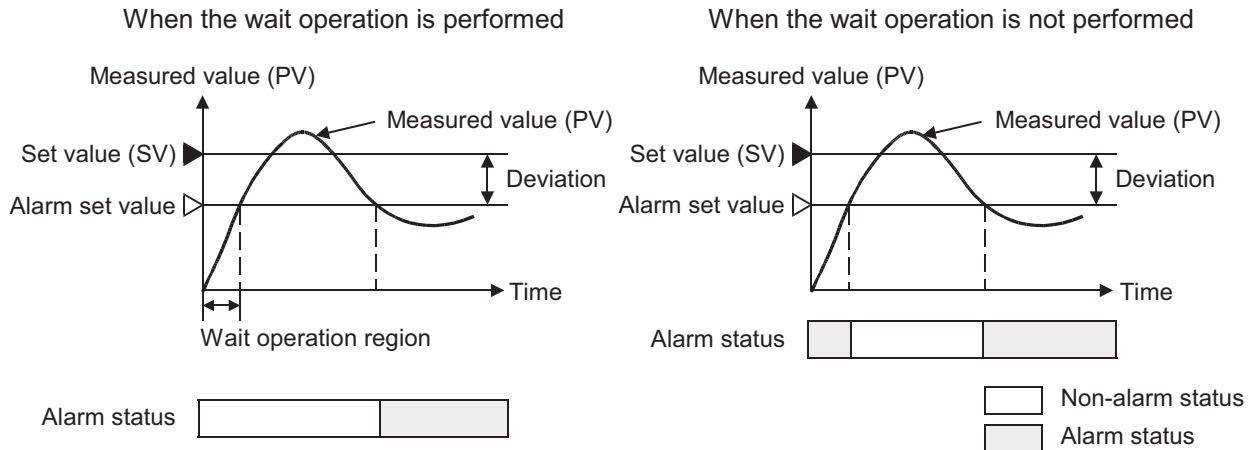 When the wait operation is performed
Measured value (PV)
Measured value (PV)
Set value (SV)
Deviation
Alarm set value
Time
Wait operation region
Alarm status
When the wait operation is not performed
Measured value (PV)
Measured value (PV)
Set value (SV)
Deviation
Alarm set value
Time
Alarm status
Non-alarm status
Alarm status